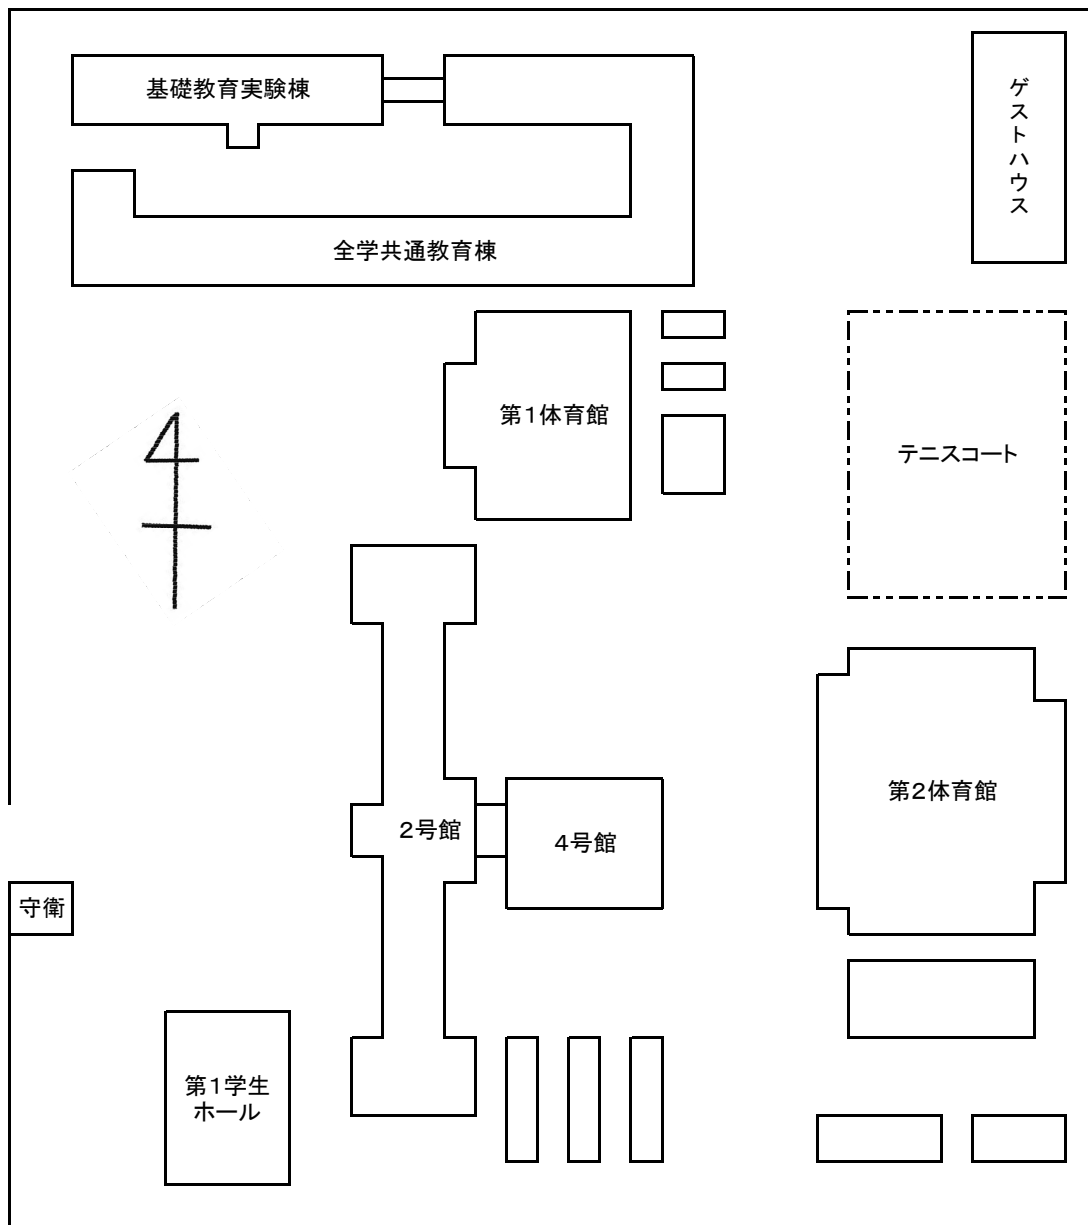 基礎教育実験棟
ゲストハウス
全学共通教育棟
第１体育館
テニスコート
第２体育館
２号館
４号館
守衛
第１学生
ホール